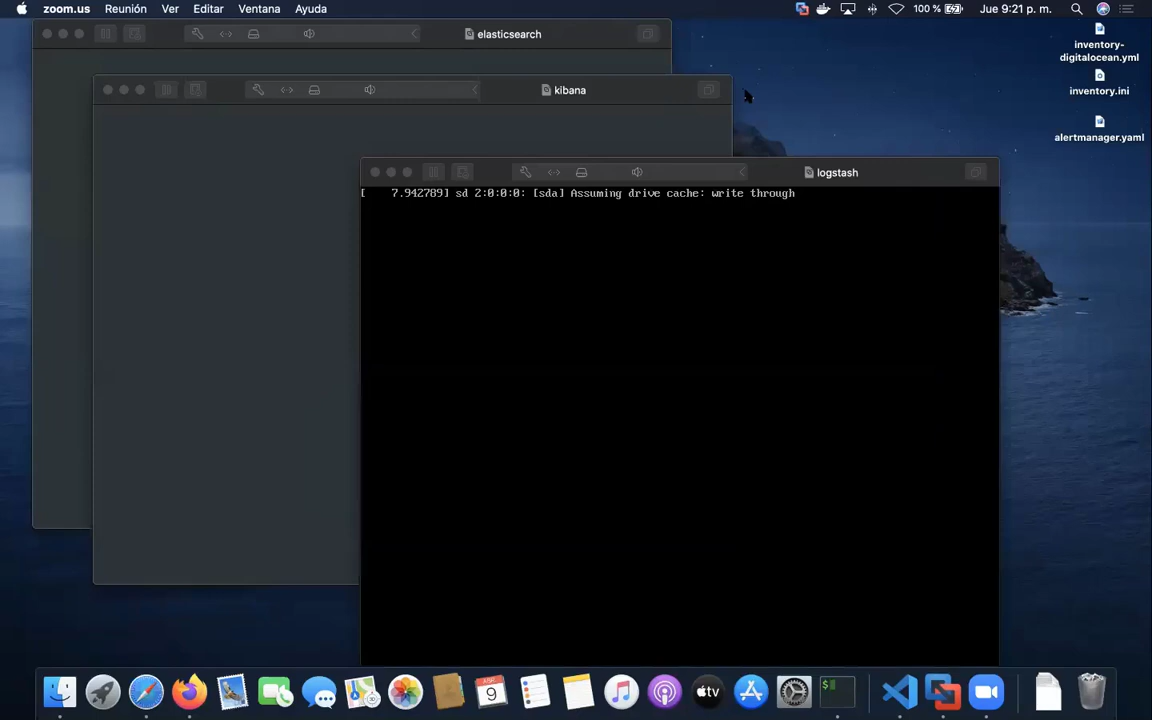 zoom.us Reunión Ver Editar Ventana Ayuda 100 % Jue 9:21 p. m.
elasticsearch
kibana
logstash
[    7.942789] sd 2:0:0:0: [sda] Assuming drive cache: write through
inventory-
digitalocean.yml
inventory.ini
alertmanager.yaml
9
tv
$